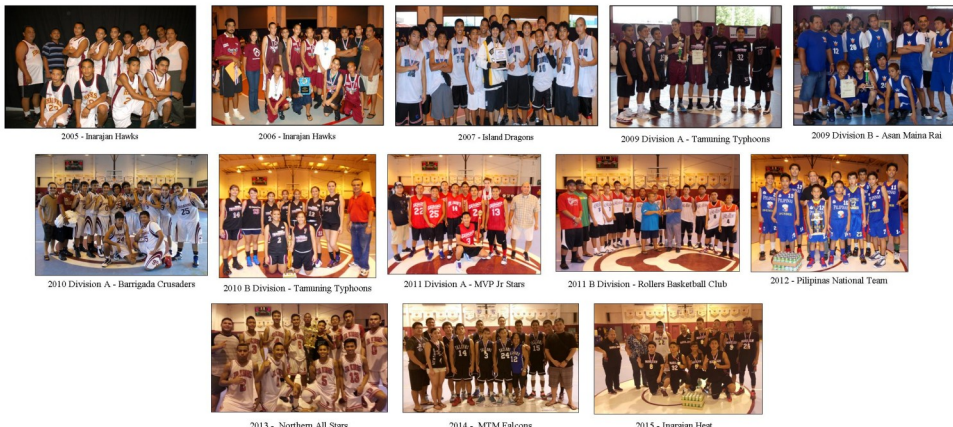 2005 - Inarajan Hawks
2006 - Inarajan Hawks
2007 - Island Dragons
2009 Division A - Tamuning Typhoons
2009 Division B - Asan Maina Rai
2010 Division A - Barrigada Crusaders
2010 B Division - Tamuning Typhoons
2011 Division A - MVP Jr Stars
2011 B Division - Rollers Basketball Club
2012 - Pilipinas National Team
2013 - Northern All Stars
2014 - MTM Falcons
2015 - Inarajan Heat